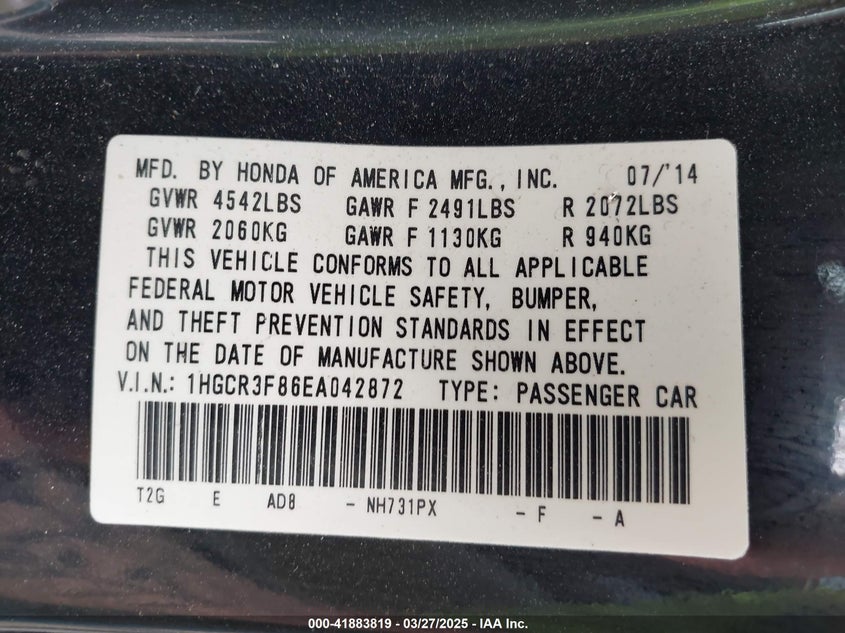 MFD. BY HONDA OF AMERICA MFG., INC. 07/'14
GVWR 4542LBS GAWR F 2491LBS R 2072LBS
GVWR 2060KG GAWR F 1130KG R 940KG
THIS VEHICLE CONFORMS TO ALL APPLICABLE
FEDERAL MOTOR VEHICLE SAFETY, BUMPER,
AND THEFT PREVENTION STANDARDS IN EFFECT
ON THE DATE OF MANUFACTURE SHOWN ABOVE.
V.I.N.: 1HGCR3F86EA042872 TYPE: PASSENGER CAR
T2G E AD8 - NH731PX - F - A
000-41883819 - 03/27/2025 - IAA Inc.